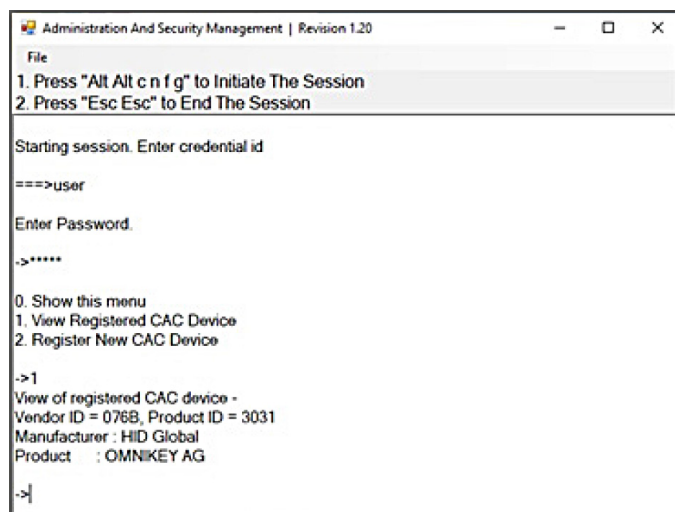 Administration And Security Management | Revision 1.20
File
1. Press "Alt Alt c n f g" to Initiate The Session
2. Press "Esc Esc" to End The Session
Starting session. Enter credential id
===>user
Enter Password.
->*****
0. Show this menu
1. View Registered CAC Device
2. Register New CAC Device
->1
View of registered CAC device -
Vendor ID = 076B, Product ID = 3031
Manufacturer : HID Global
Product : OMNIKEY AG
->